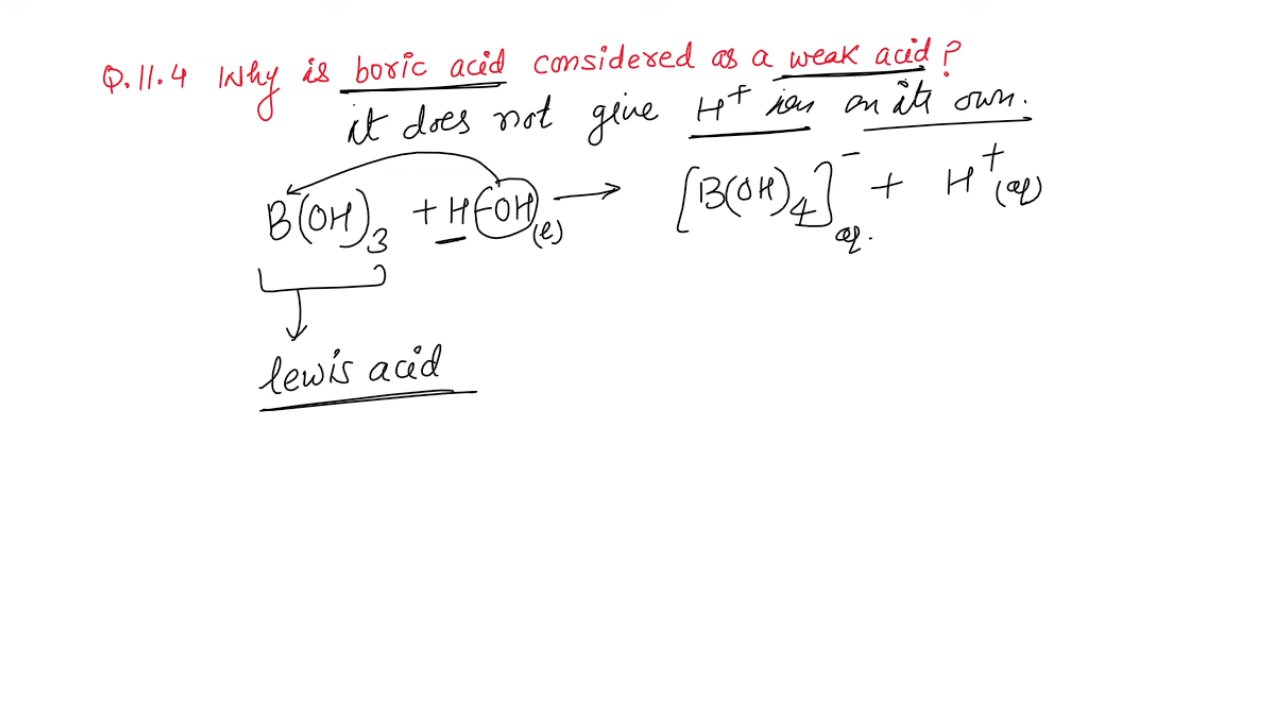 Q.11.4 Why is boric acid considered as a weak acid?
it does not give H⁺ ion on its own.
B(OH)₃ + H-OH(l) → [B(OH)₄]⁻aq. + H⁺(aq)
lewis acid